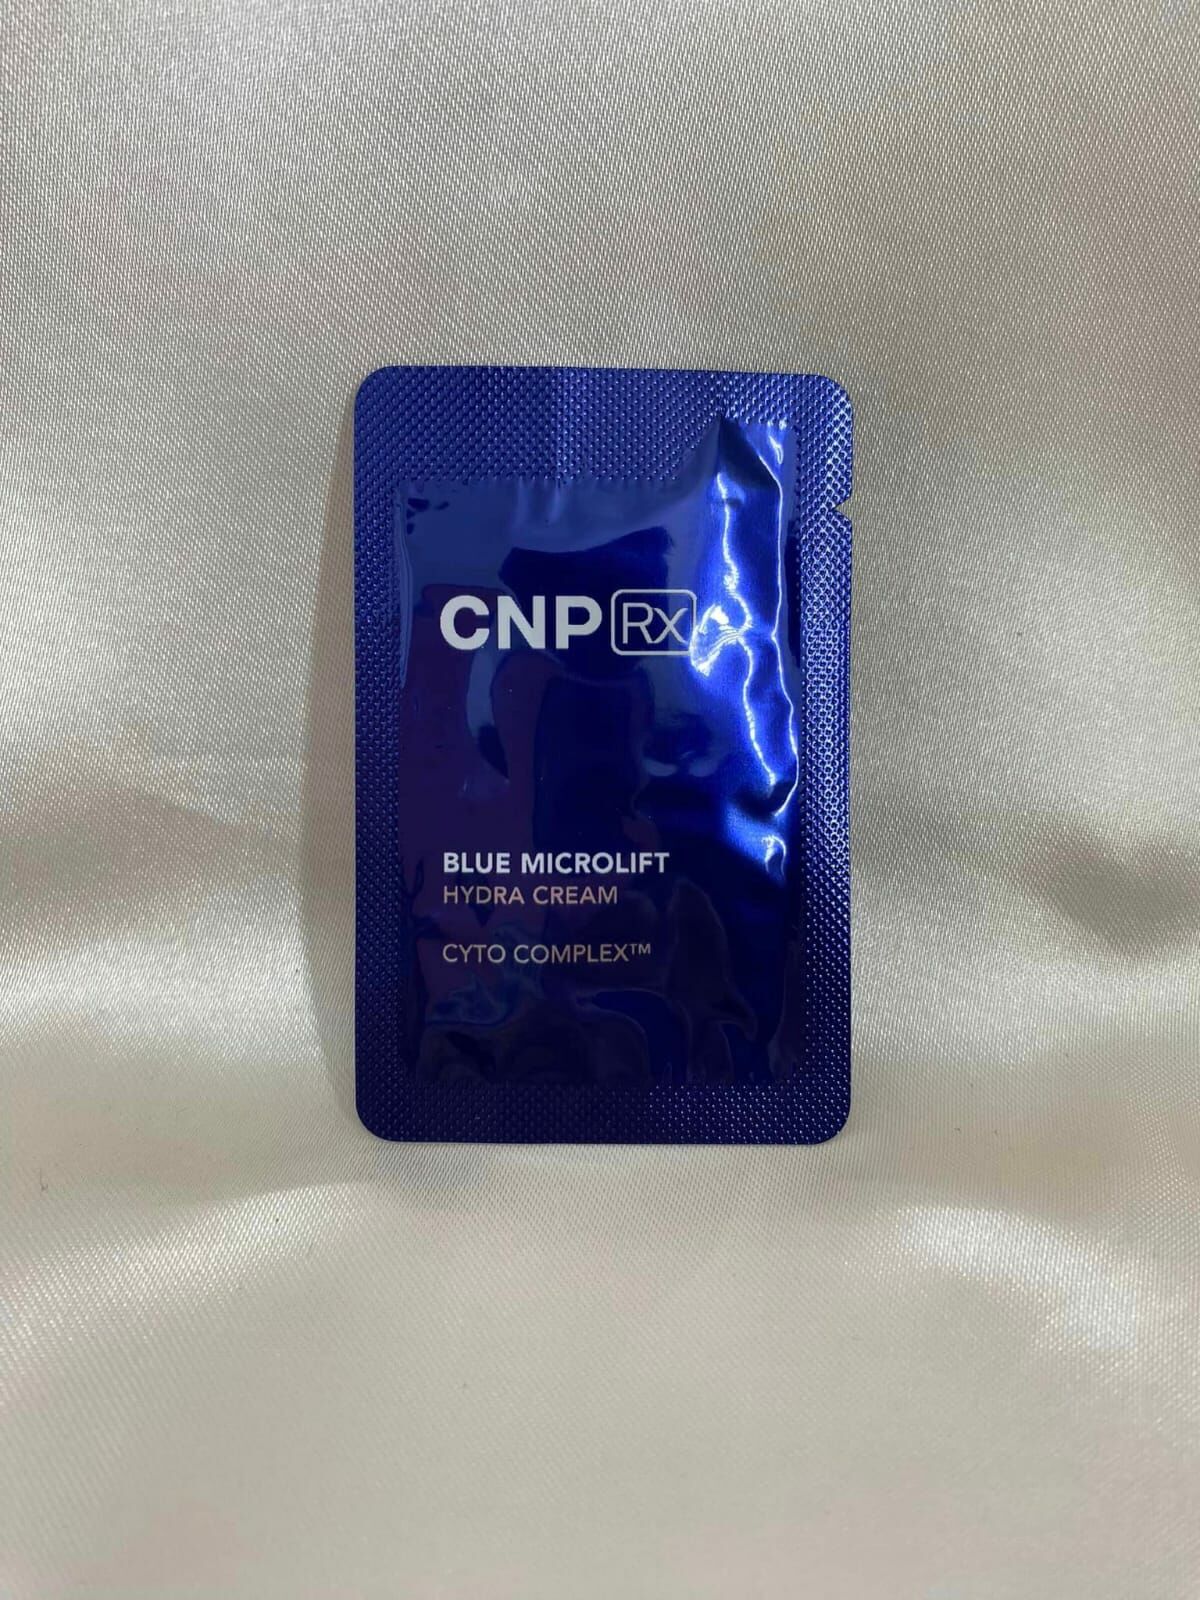 CNP Rx
BLUE MICROLIFT
HYDRA CREAM
CYTO COMPLEX™